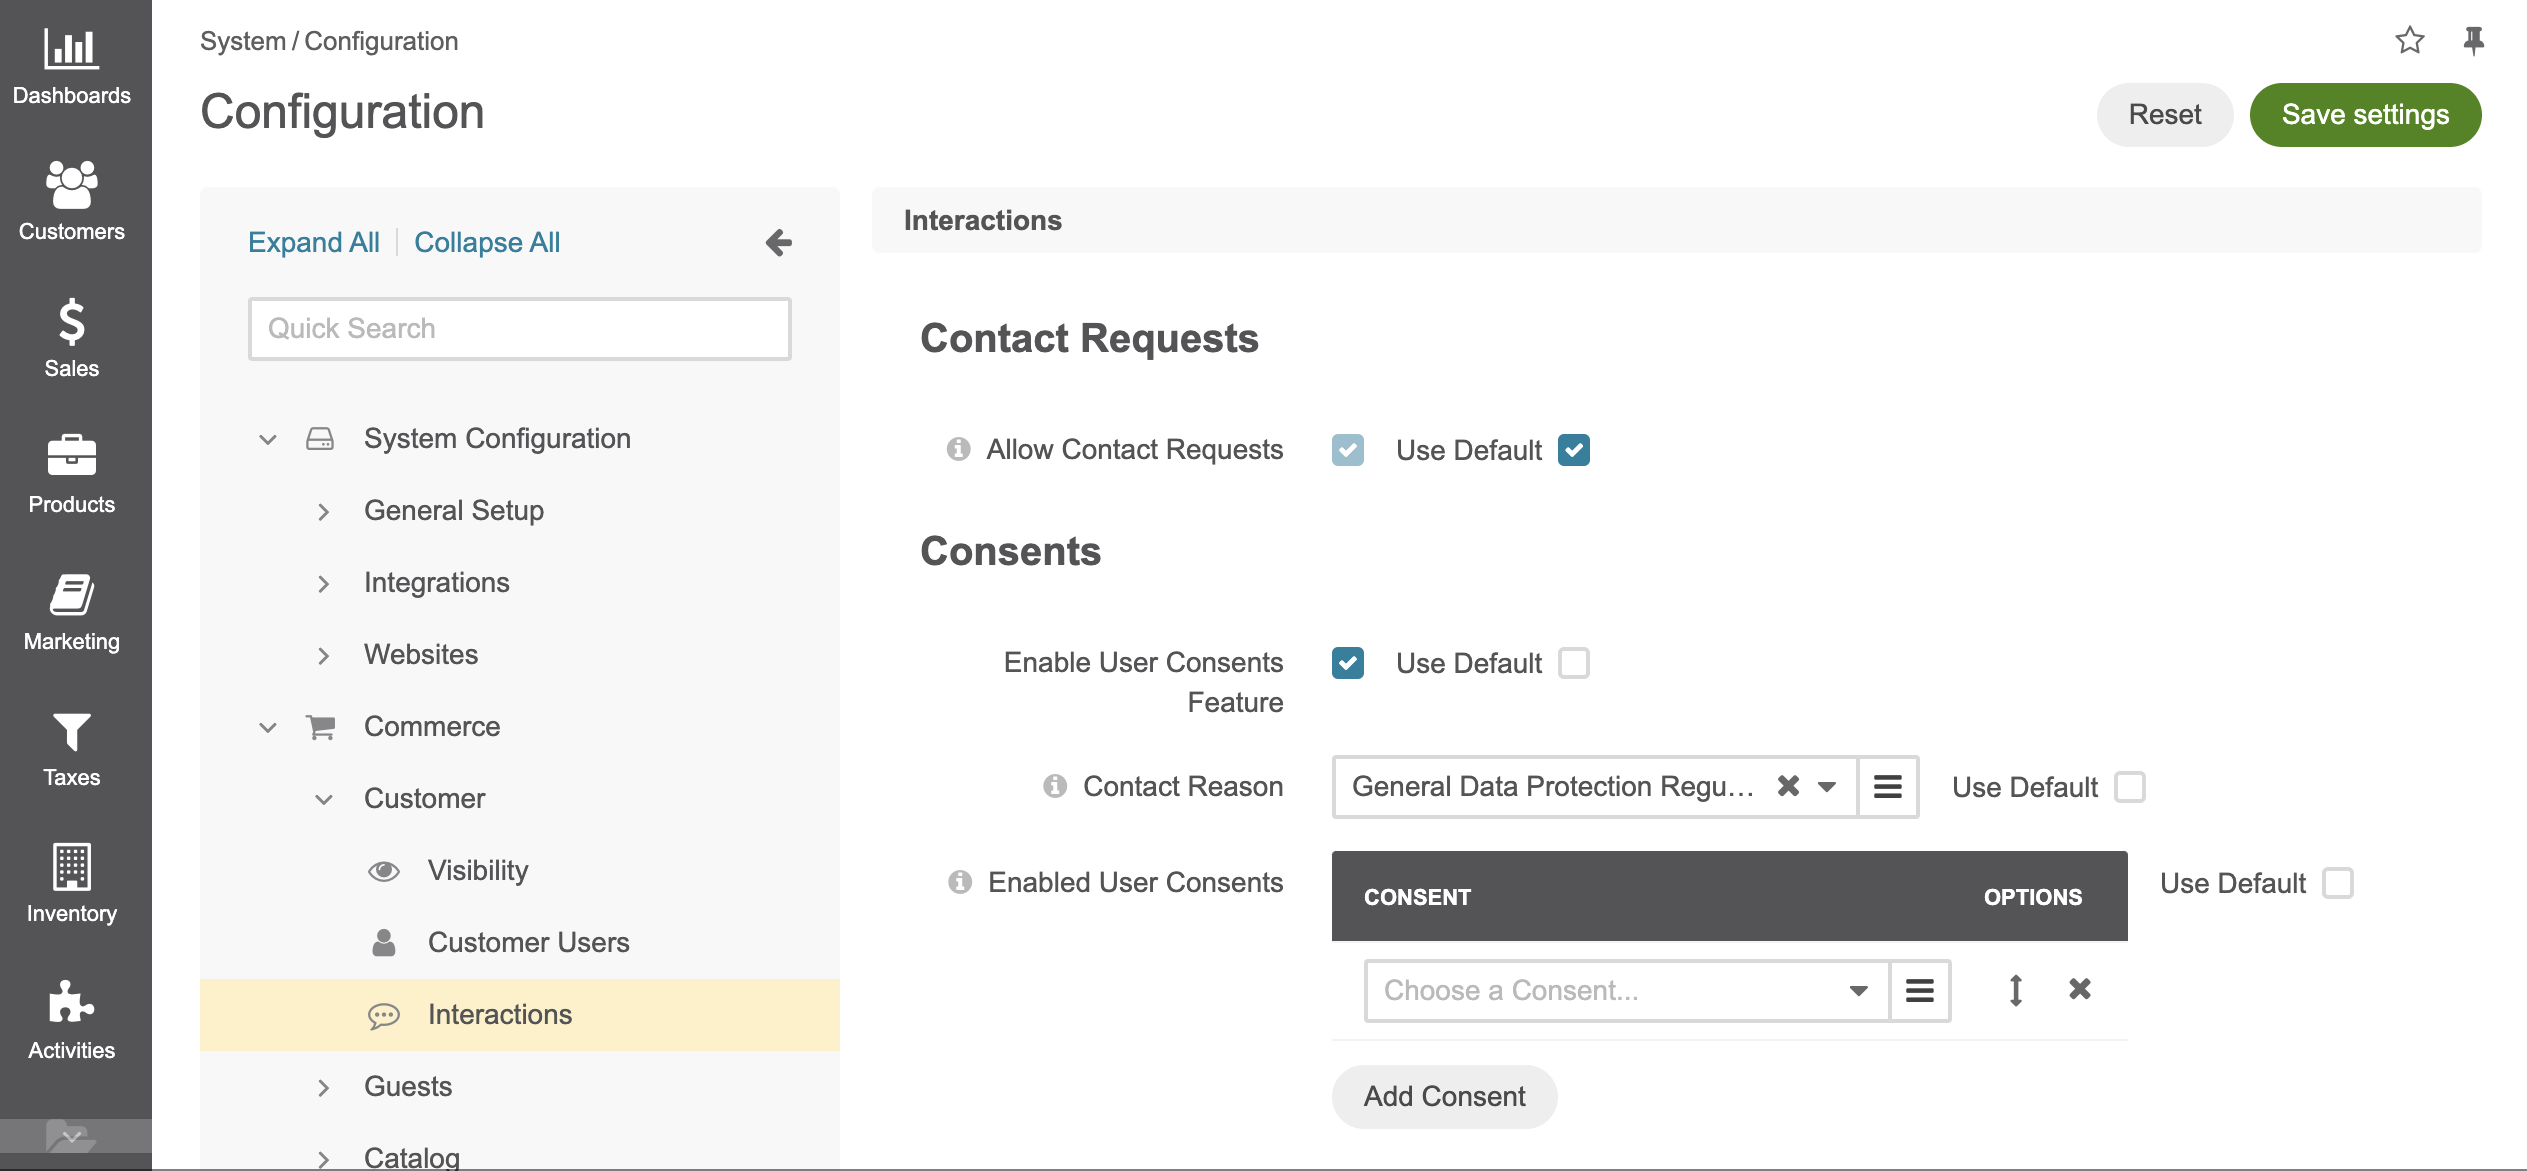 Dashboards
Customers
Sales
Products
Marketing
Taxes
Inventory
Activities
System / Configuration
Configuration
Reset
Save settings
Expand All
Collapse All
Quick Search
System Configuration
General Setup
Integrations
Websites
Commerce
Customer
Visibility
Customer Users
Interactions
Guests
Catalog
Interactions
Contact Requests
Allow Contact Requests
Use Default
Consents
Enable User Consents
Feature
Use Default
Contact Reason
General Data Protection Regu...
Use Default
Enabled User Consents
CONSENT
OPTIONS
Use Default
Choose a Consent...
Add Consent